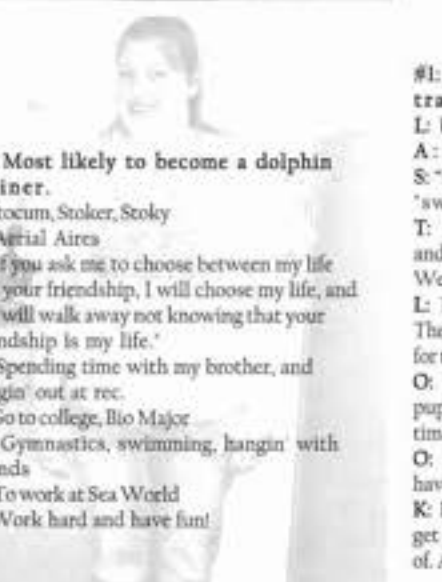 Most likely to become a dolphin
iner.
tocum, Stoker, Stoky
Aerial Aires
f you ask me to choose between my life
your friendship, I will choose my life, and
will walk away not knowing that your
ndship is my life."
Spending time with my brother, and
gin' out at rec.
Go to college, Bio Major
Gymnastics, swimming, hangin' with
nds
To work at Sea World
Work hard and have fun!
#1:
tra
L:
A:
S: "
"sw
T:
and
We
L:
The
for
O:
pup
tim
O:
hav
K:
get
of.